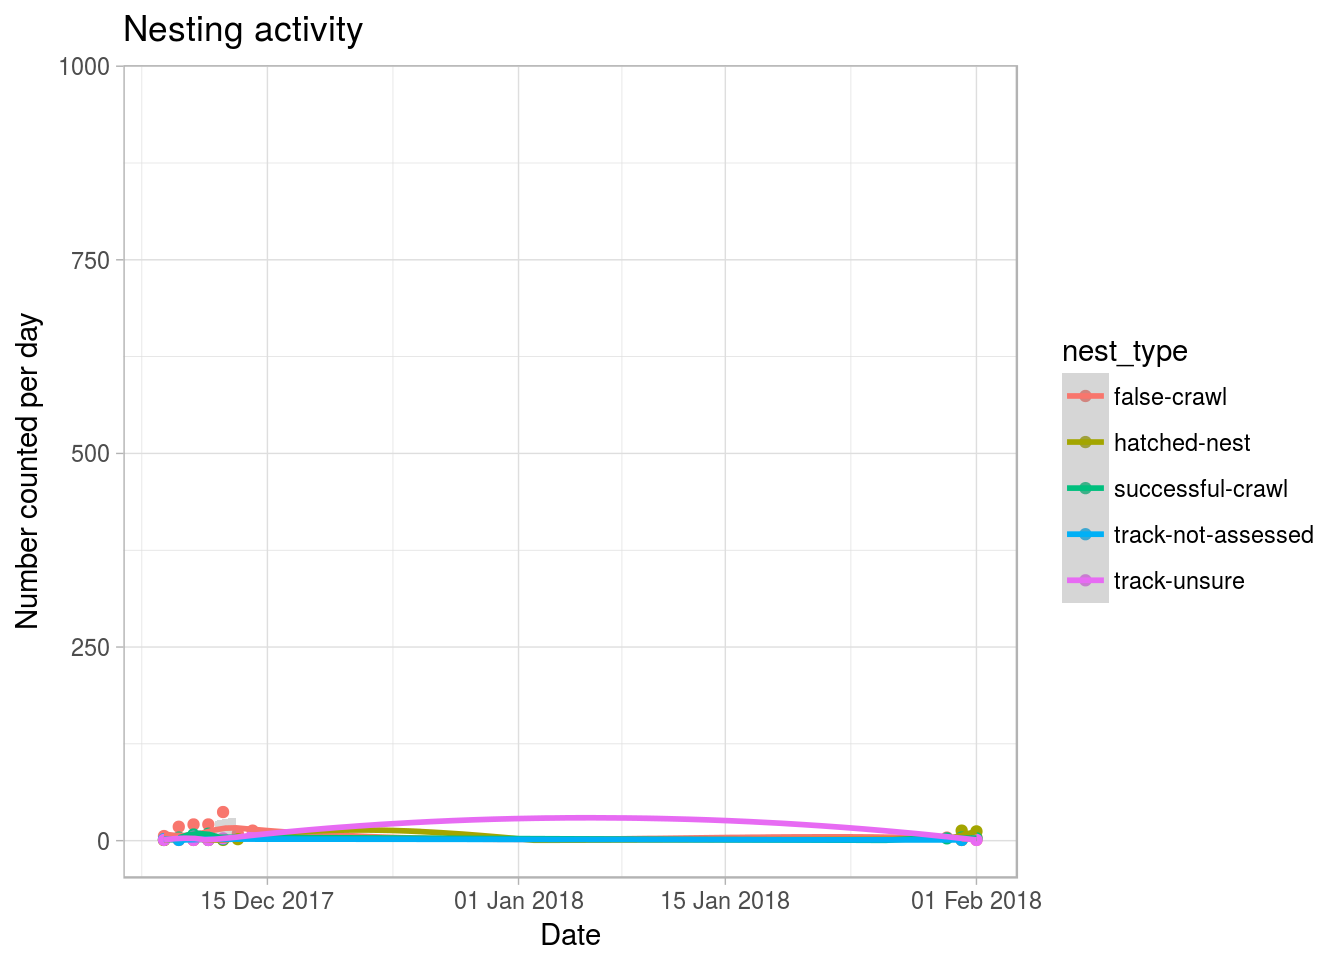 Nesting activity
1000
750
500
250
0
Number counted per day
15 Dec 2017
01 Jan 2018
15 Jan 2018
01 Feb 2018
Date
nest_type
false-crawl
hatched-nest
successful-crawl
track-not-assessed
track-unsure